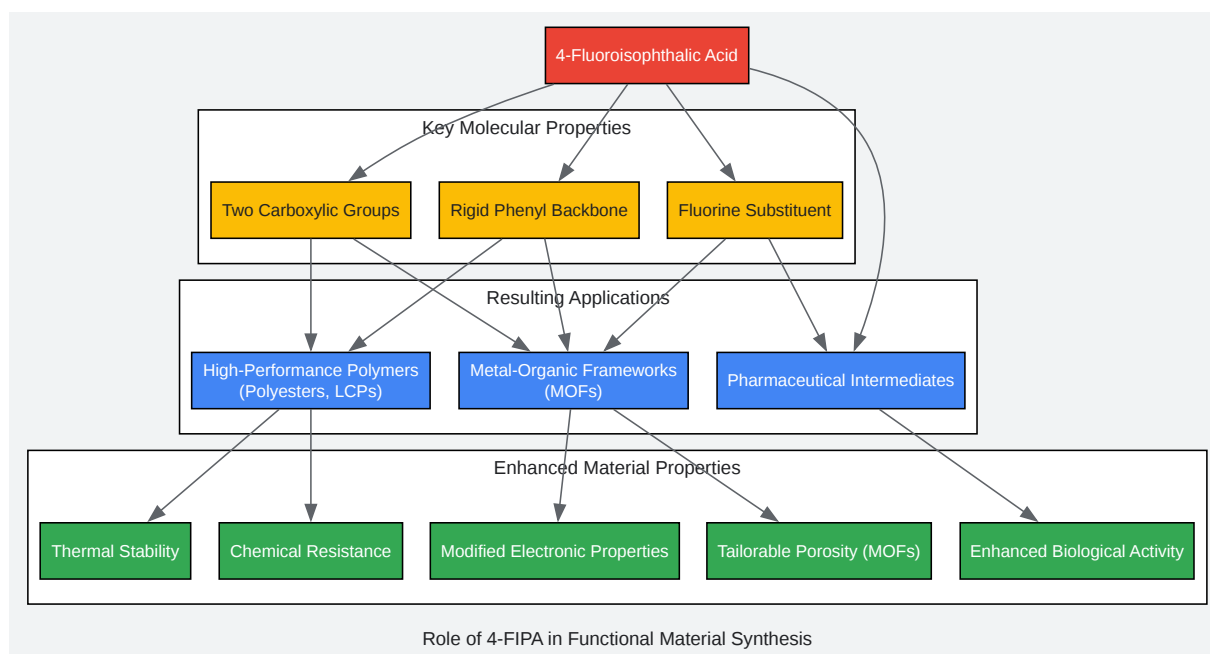 4-Fluoroisophthalic Acid
Key Molecular Properties
Two Carboxylic Groups
Rigid Phenyl Backbone
Fluorine Substituent
Resulting Applications
High-Performance Polymers
(Polyesters, LCPs)
Metal-Organic Frameworks
(MOFs)
Pharmaceutical Intermediates
Enhanced Material Properties
Thermal Stability
Chemical Resistance
Modified Electronic Properties
Tailorable Porosity (MOFs)
Enhanced Biological Activity
Role of 4-FIPA in Functional Material Synthesis